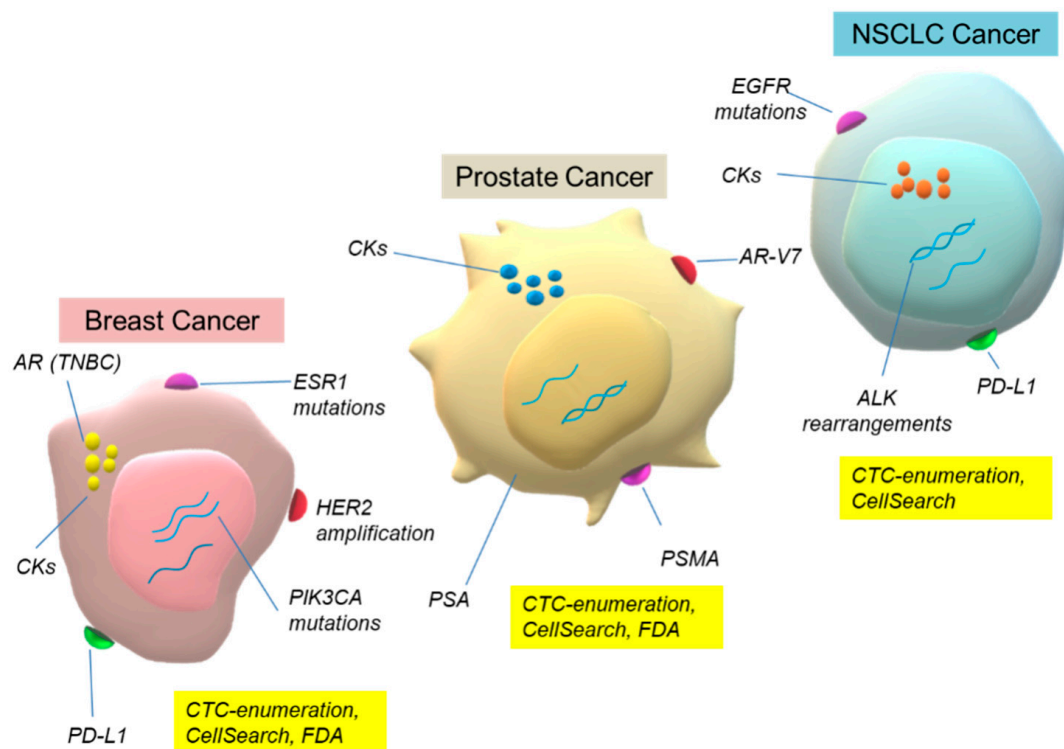 NSCLC Cancer
EGFR
mutations
CKs
ALK
rearrangements
PD-L1
CTC-enumeration,
CellSearch
Prostate Cancer
CKs
AR-V7
PSA
PSMA
CTC-enumeration,
CellSearch, FDA
Breast Cancer
AR (TNBC)
ESR1
mutations
HER2
amplification
CKs
PIK3CA
mutations
PD-L1
CTC-enumeration,
CellSearch, FDA